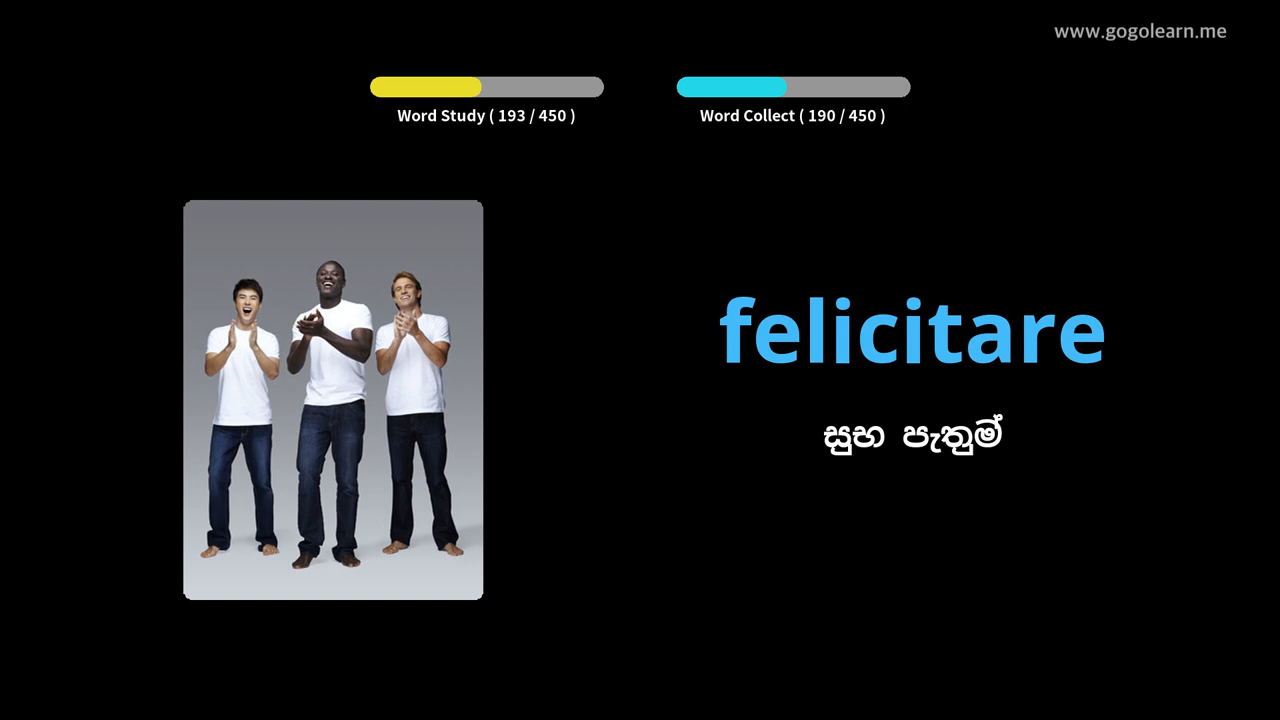 www.gogolearn.me
Word Study ( 193 / 450 )
Word Collect ( 190 / 450 )
felicitare
සුභ පැතුම්